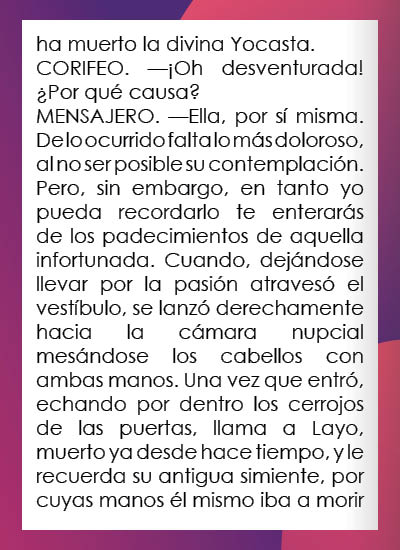 ha muerto la divina Yocasta.
CORIFEO. —¡Oh desventurada!
¿Por qué causa?
MENSAJERO. —Ella, por sí misma.
De lo ocurrido falta lo más doloroso,
al no ser posible su contemplación.
Pero, sin embargo, en tanto yo
pueda recordarlo te enterarás
de los padecimientos de aquella
infortunada. Cuando, dejándose
llevar por la pasión atravesó el
vestíbulo, se lanzó derechamente
hacia la cámara nupcial
mesándose los cabellos con
ambas manos. Una vez que entró,
echando por dentro los cerrojos
de las puertas, llama a Layo,
muerto ya desde hace tiempo, y le
recuerda su antigua simiente, por
cuyas manos él mismo iba a morir